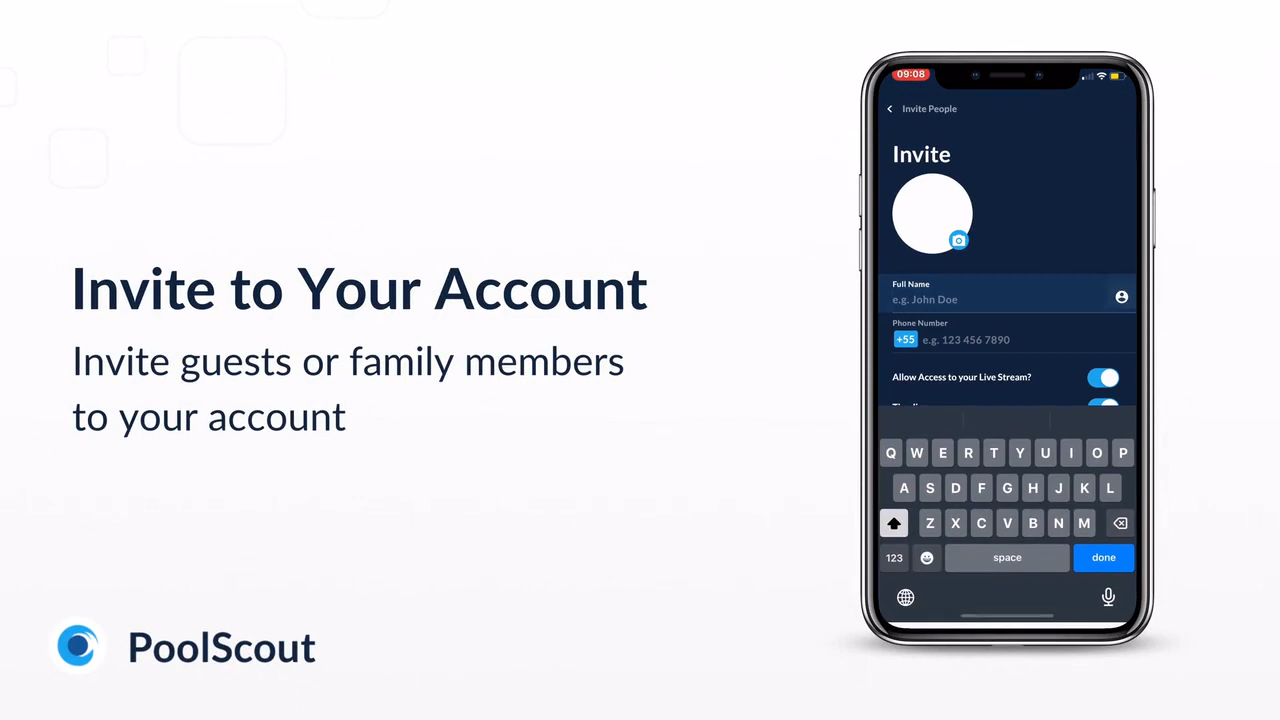 Invite to Your Account
Invite guests or family members
to your account
PoolScout
09:08
Invite People
Invite
Full Name
e.g. John Doe
Phone Number
+55 e.g. 123 456 7890
Allow Access to your Live Stream?
Q W E R T Y U I O P
A S D F G H J K L
Z X C V B N M
123 space done